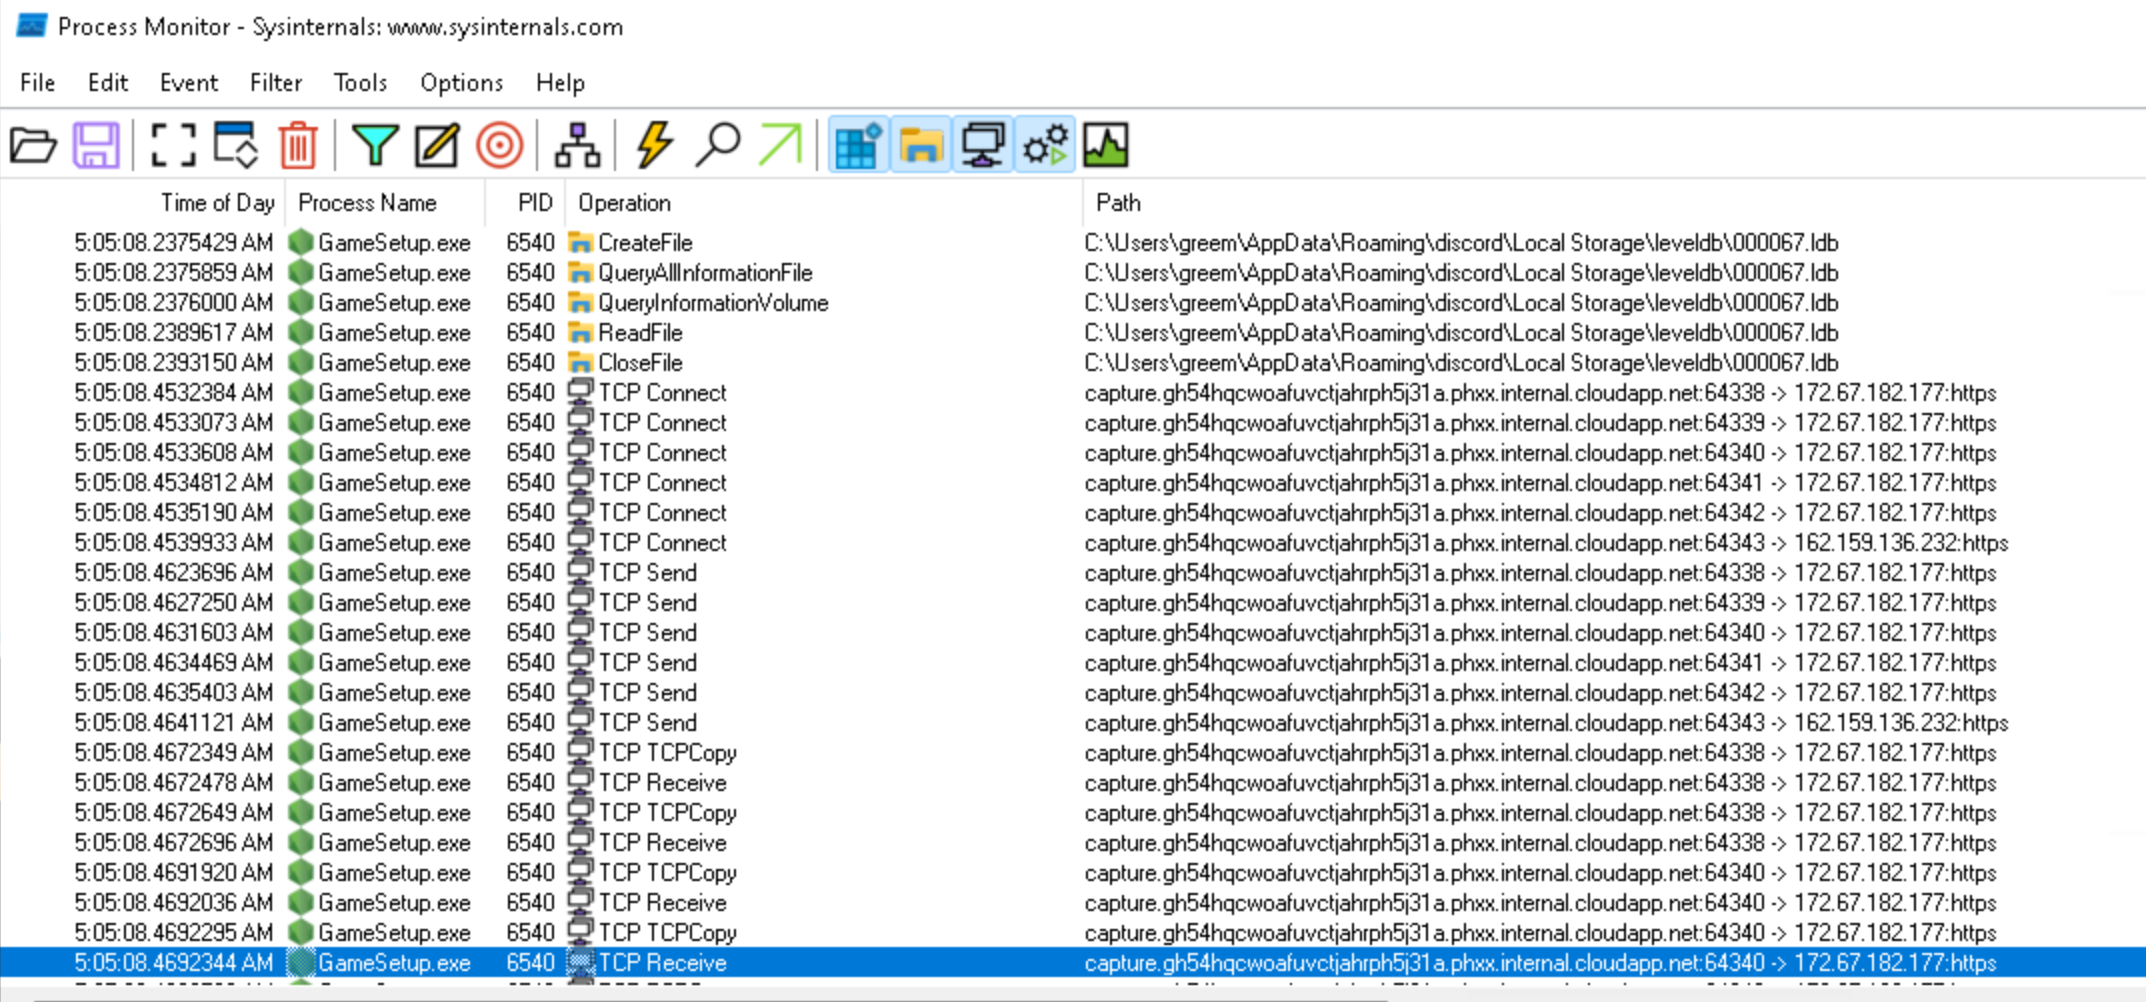 Process Monitor - Sysinternals: www.sysinternals.com
File Edit Event Filter Tools Options Help
Time of Day Process Name PID Operation Path
5:05:08.2375429 AM GameSetup.exe 6540 CreateFile C:\Users\greem\AppData\Roaming\discord\Local Storage\leveldb\000067.ldb
5:05:08.2375859 AM GameSetup.exe 6540 QueryAllInformationFile C:\Users\greem\AppData\Roaming\discord\Local Storage\leveldb\000067.ldb
5:05:08.2376000 AM GameSetup.exe 6540 QueryInformationVolume C:\Users\greem\AppData\Roaming\discord\Local Storage\leveldb\000067.ldb
5:05:08.2389617 AM GameSetup.exe 6540 ReadFile C:\Users\greem\AppData\Roaming\discord\Local Storage\leveldb\000067.ldb
5:05:08.2393150 AM GameSetup.exe 6540 CloseFile C:\Users\greem\AppData\Roaming\discord\Local Storage\leveldb\000067.ldb
5:05:08.4532384 AM GameSetup.exe 6540 TCP Connect capture.gh54hqcwoafuvctjahrph5j31a.phxx.internal.cloudapp.net:64338 -> 172.67.182.177:https
5:05:08.4533073 AM GameSetup.exe 6540 TCP Connect capture.gh54hqcwoafuvctjahrph5j31a.phxx.internal.cloudapp.net:64339 -> 172.67.182.177:https
5:05:08.4533608 AM GameSetup.exe 6540 TCP Connect capture.gh54hqcwoafuvctjahrph5j31a.phxx.internal.cloudapp.net:64340 -> 172.67.182.177:https
5:05:08.4534812 AM GameSetup.exe 6540 TCP Connect capture.gh54hqcwoafuvctjahrph5j31a.phxx.internal.cloudapp.net:64341 -> 172.67.182.177:https
5:05:08.4535190 AM GameSetup.exe 6540 TCP Connect capture.gh54hqcwoafuvctjahrph5j31a.phxx.internal.cloudapp.net:64342 -> 172.67.182.177:https
5:05:08.4539933 AM GameSetup.exe 6540 TCP Connect capture.gh54hqcwoafuvctjahrph5j31a.phxx.internal.cloudapp.net:64343 -> 162.159.136.232:https
5:05:08.4623696 AM GameSetup.exe 6540 TCP Send capture.gh54hqcwoafuvctjahrph5j31a.phxx.internal.cloudapp.net:64338 -> 172.67.182.177:https
5:05:08.4627250 AM GameSetup.exe 6540 TCP Send capture.gh54hqcwoafuvctjahrph5j31a.phxx.internal.cloudapp.net:64339 -> 172.67.182.177:https
5:05:08.4631603 AM GameSetup.exe 6540 TCP Send capture.gh54hqcwoafuvctjahrph5j31a.phxx.internal.cloudapp.net:64340 -> 172.67.182.177:https
5:05:08.4634469 AM GameSetup.exe 6540 TCP Send capture.gh54hqcwoafuvctjahrph5j31a.phxx.internal.cloudapp.net:64341 -> 172.67.182.177:https
5:05:08.4635403 AM GameSetup.exe 6540 TCP Send capture.gh54hqcwoafuvctjahrph5j31a.phxx.internal.cloudapp.net:64342 -> 172.67.182.177:https
5:05:08.4641121 AM GameSetup.exe 6540 TCP Send capture.gh54hqcwoafuvctjahrph5j31a.phxx.internal.cloudapp.net:64343 -> 162.159.136.232:https
5:05:08.4672349 AM GameSetup.exe 6540 TCP TCPCopy capture.gh54hqcwoafuvctjahrph5j31a.phxx.internal.cloudapp.net:64338 -> 172.67.182.177:https
5:05:08.4672478 AM GameSetup.exe 6540 TCP Receive capture.gh54hqcwoafuvctjahrph5j31a.phxx.internal.cloudapp.net:64338 -> 172.67.182.177:https
5:05:08.4672649 AM GameSetup.exe 6540 TCP TCPCopy capture.gh54hqcwoafuvctjahrph5j31a.phxx.internal.cloudapp.net:64338 -> 172.67.182.177:https
5:05:08.4672696 AM GameSetup.exe 6540 TCP Receive capture.gh54hqcwoafuvctjahrph5j31a.phxx.internal.cloudapp.net:64338 -> 172.67.182.177:https
5:05:08.4691920 AM GameSetup.exe 6540 TCP TCPCopy capture.gh54hqcwoafuvctjahrph5j31a.phxx.internal.cloudapp.net:64340 -> 172.67.182.177:https
5:05:08.4692036 AM GameSetup.exe 6540 TCP Receive capture.gh54hqcwoafuvctjahrph5j31a.phxx.internal.cloudapp.net:64340 -> 172.67.182.177:https
5:05:08.4692295 AM GameSetup.exe 6540 TCP TCPCopy capture.gh54hqcwoafuvctjahrph5j31a.phxx.internal.cloudapp.net:64340 -> 172.67.182.177:https
5:05:08.4692344 AM GameSetup.exe 6540 TCP Receive capture.gh54hqcwoafuvctjahrph5j31a.phxx.internal.cloudapp.net:64340 -> 172.67.182.177:https